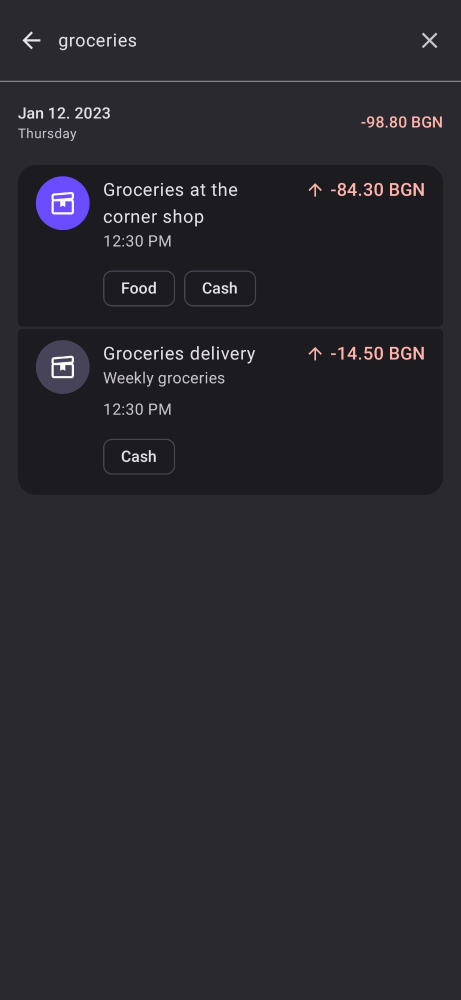 groceries
Jan 12. 2023
Thursday
-98.80 BGN
Groceries at the
corner shop
-84.30 BGN
12:30 PM
Food
Cash
Groceries delivery
-14.50 BGN
Weekly groceries
12:30 PM
Cash